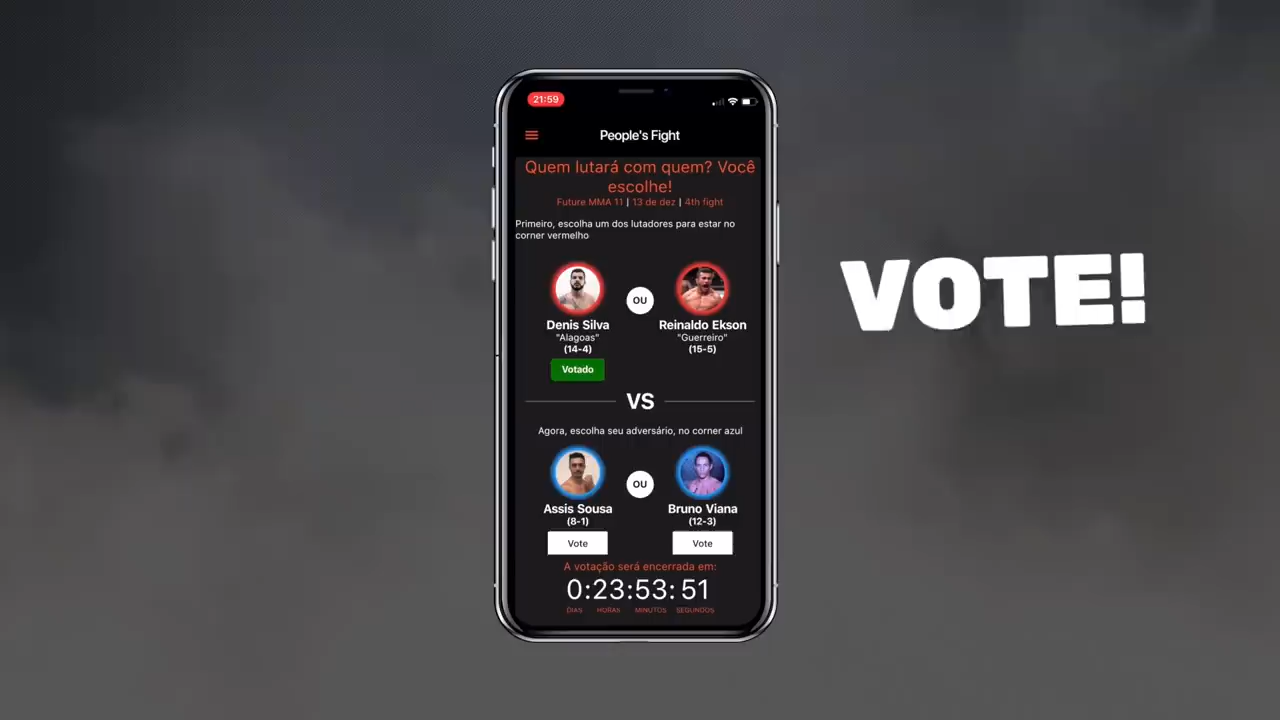 21:59
People's Fight
Quem lutará com quem? Você
escolhe!
Future MMA 11 | 13 de dez | 4th fight
Primeiro, escolha um dos lutadores para estar no
corner vermelho
OU
Denis Silva
Reinaldo Ekson
"Alagoas"
"Guerreiro"
(14-4)
(15-5)
Votado
VS
Agora, escolha seu adversário, no corner azul
OU
Assis Sousa
Bruno Viana
(8-1)
(12-3)
Vote
Vote
A votação será encerrada em:
0:23:53:51
DIAS HORAS MINUTOS SEGUNDOS
VOTE!